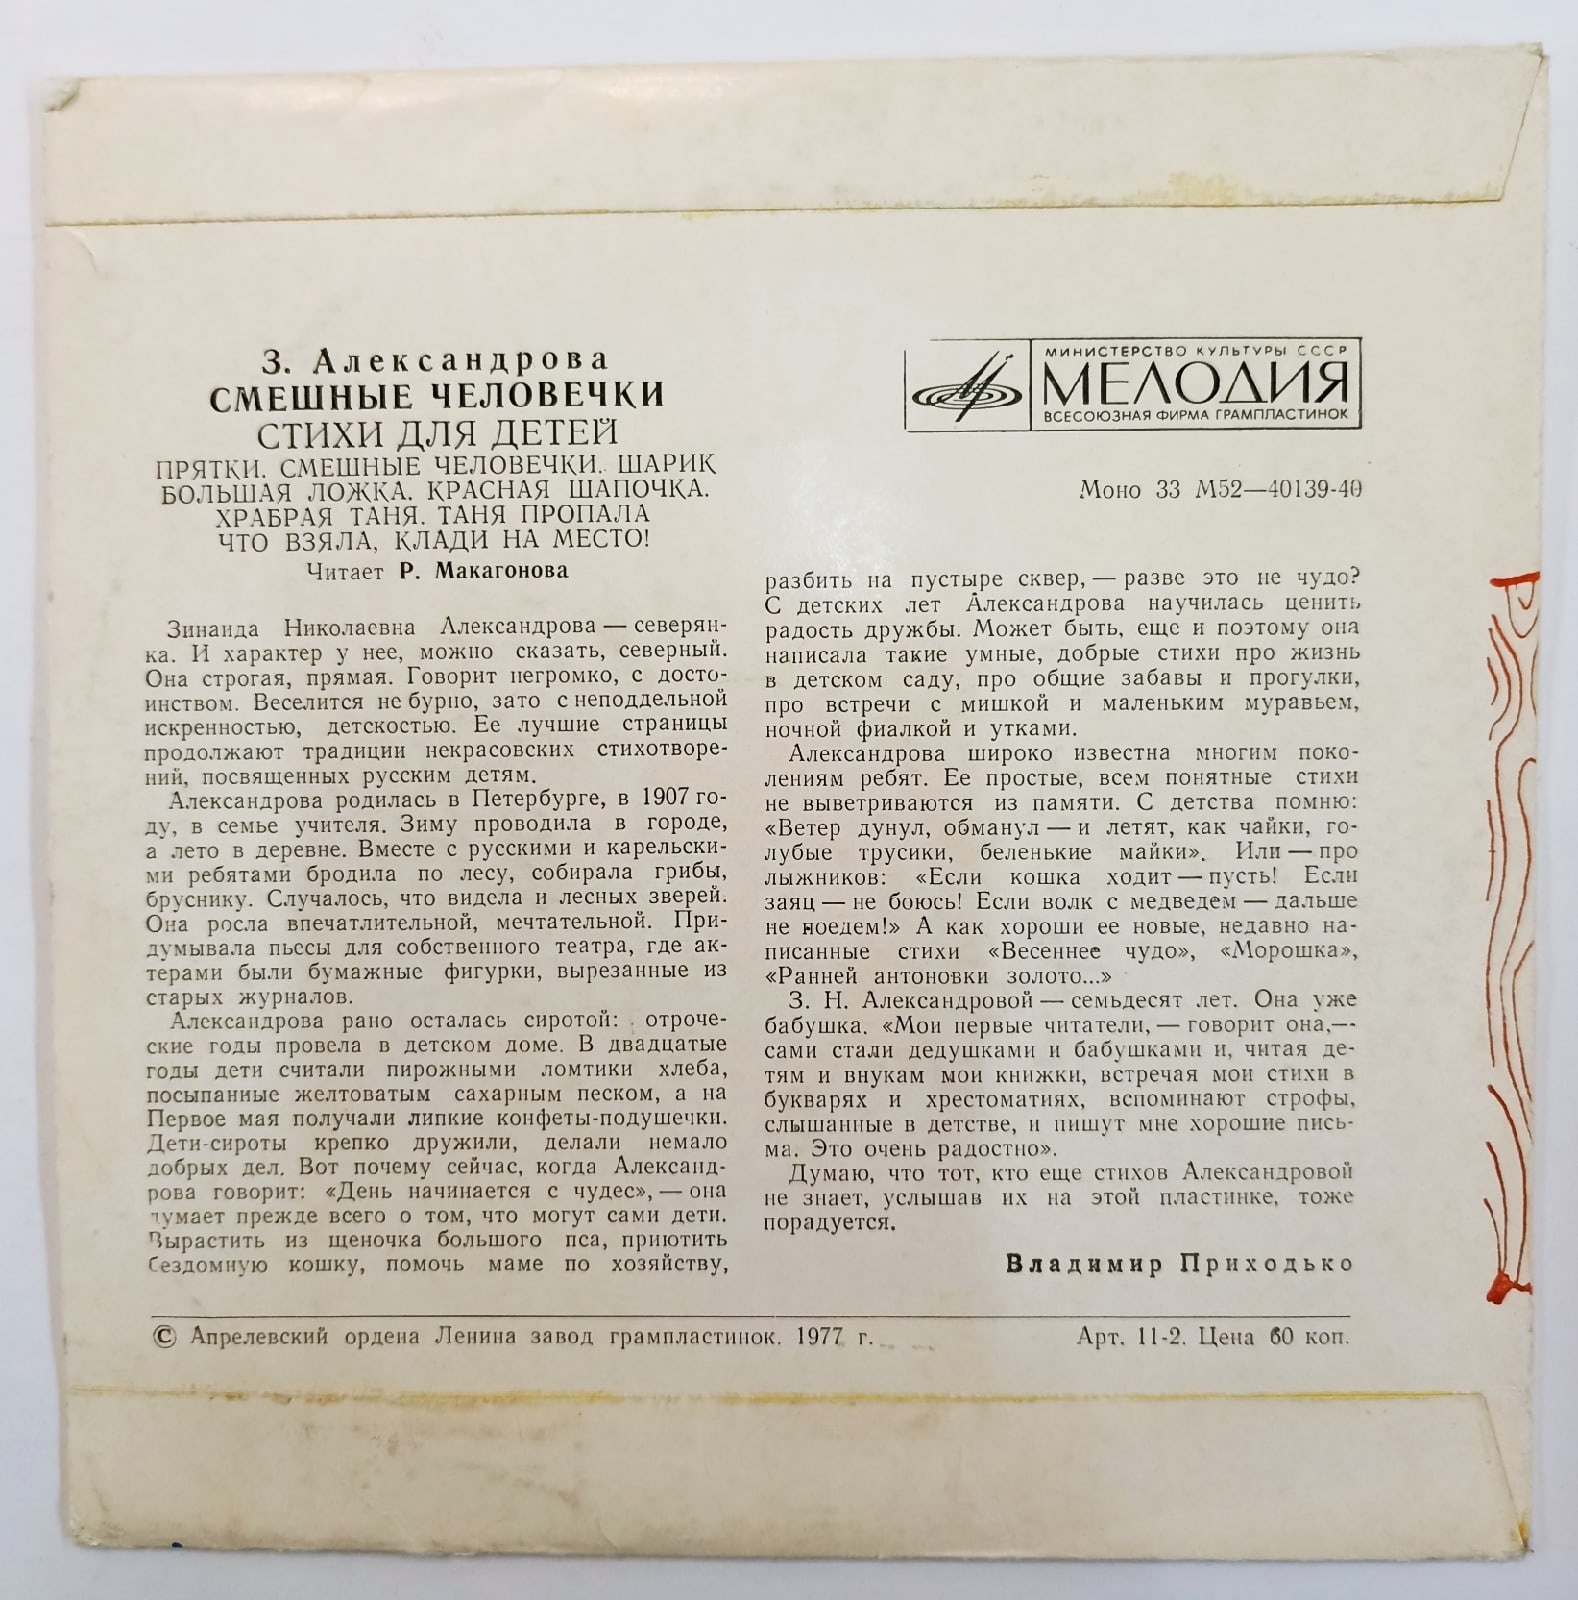 З. Александрова
СМЕШНЫЕ ЧЕЛОВЕЧКИ
СТИХИ ДЛЯ ДЕТЕЙ
ПРЯТКИ. СМЕШНЫЕ ЧЕЛОВЕЧКИ. ШАРИК
БОЛЬШАЯ ЛОЖКА. КРАСНАЯ ШАПОЧКА.
ХРАБРАЯ ТАНЯ. ТАНЯ ПРОПАЛА
ЧТО ВЗЯЛА, КЛАДИ НА МЕСТО!
Читает Р. Макагонова
Зинаида Николаевна Александрова — северян-
ка. И характер у нее, можно сказать, северный.
Она строгая, прямая. Говорит негромко, с досто-
инством. Веселится не бурно, зато с неподдельной
искренностью, детскостью. Ее лучшие страницы
продолжают традиции некрасовских стихотворе-
ний, посвященных русским детям.
Александрова родилась в Петербурге, в 1907 го-
ду, в семье учителя. Зиму проводила в городе,
а лето в деревне. Вместе с русскими и карельски-
ми ребятами бродила по лесу, собирала грибы,
бруснику. Случалось, что видела и лесных зверей.
Она росла впечатлительной, мечтательной. При-
думывала пьесы для собственного театра, где ак-
терами были бумажные фигурки, вырезанные из
старых журналов.
Александрова рано осталась сиротой: отроче-
ские годы провела в детском доме. В двадцатые
годы дети считали пирожными ломтики хлеба,
посыпанные желтоватым сахарным песком, а на
Первое мая получали липкие конфеты-подушечки.
Дети-сироты крепко дружили, делали немало
добрых дел. Вот почему сейчас, когда Александ-
рова говорит: «День начинается с чудес», — она
думает прежде всего о том, что могут сами дети.
Вырастить из щеночка большого пса, приютить
бездомную кошку, помочь маме по хозяйству,
МИНИСТЕРСТВО КУЛЬТУРЫ СССР
МЕЛОДИЯ
ВСЕСОЮЗНАЯ ФИРМА ГРАМПЛАСТИНОК
Моно 33 М52—40139-40
разбить на пустыре сквер, — разве это не чудо?
С детских лет Александрова научилась ценить
радость дружбы. Может быть, еще и поэтому она
написала такие умные, добрые стихи про жизнь
в детском саду, про общие забавы и прогулки,
про встречи с мишкой и маленьким муравьем,
ночной фиалкой и утками.
Александрова широко известна многим поко-
лениям ребят. Ее простые, всем понятные стихи
не выветриваются из памяти. С детства помню:
«Ветер дунул, обманул — и летят, как чайки, го-
лубые трусики, беленькие майки». Или — про
лыжников: «Если кошка ходит — пусть! Если
заяц — не боюсь! Если волк с медведем — дальше
не поедем!» А как хороши ее новые, недавно на-
писанные стихи «Весеннее чудо», «Морошка»,
«Ранней антоновки золото...»
З. Н. Александровой — семьдесят лет. Она уже
бабушка. «Мои первые читатели, — говорит она,—
сами стали дедушками и бабушками и, читая де-
тям и внукам мои книжки, встречая мои стихи в
букварях и хрестоматиях, вспоминают строфы,
слышанные в детстве, и пишут мне хорошие пись-
ма. Это очень радостно».
Думаю, что тот, кто еще стихов Александровой
не знает, услышав их на этой пластинке, тоже
порадуется.
Владимир Приходько
© Апрелевский ордена Ленина завод грампластинок. 1977 г.
Арт. 11-2. Цена 60 коп.